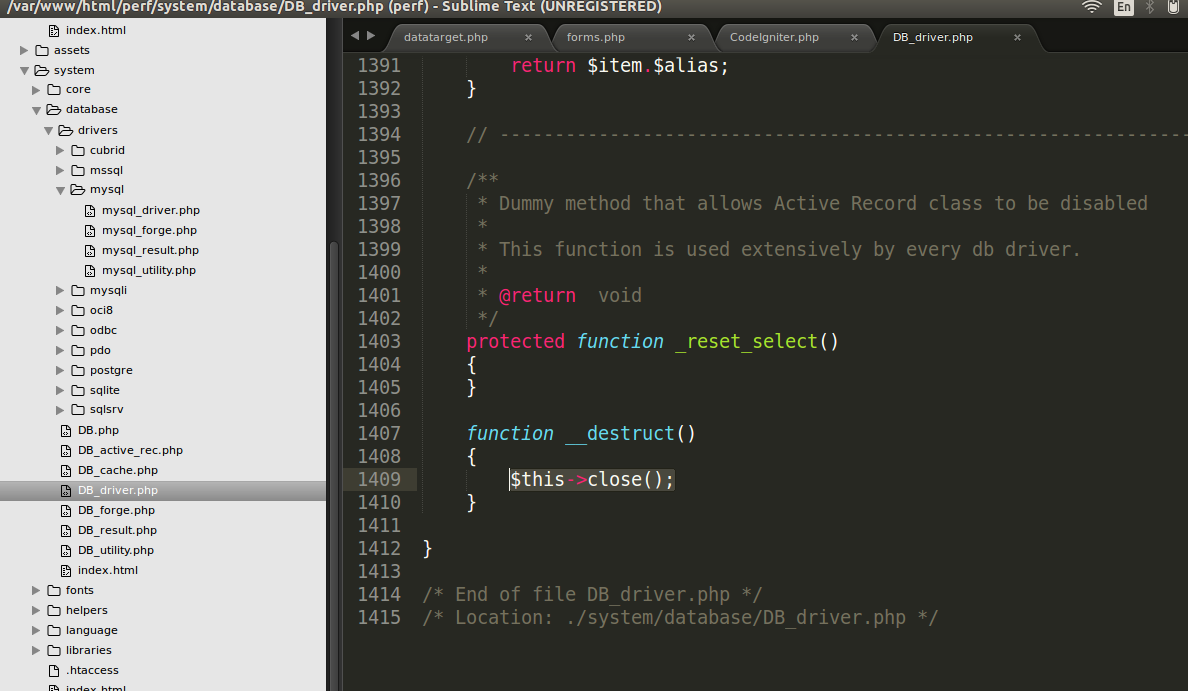 /var/www/html/perf/system/database/DB_driver.php (perf) - Sublime Text (UNREGISTERED)
En
index.html
assets
system
core
database
drivers
cubrid
mssql
mysql
mysql_driver.php
mysql_forge.php
mysql_result.php
mysql_utility.php
mysqli
oci8
odbc
pdo
postgre
sqlite
sqlsrv
DB.php
DB_active_rec.php
DB_cache.php
DB_driver.php
DB_forge.php
DB_result.php
DB_utility.php
index.html
fonts
helpers
language
libraries
.htaccess
index.html
datatarget.php × forms.php × CodeIgniter.php × DB_driver.php ×
1391 return $item.$alias;
1392 }
1393
1394 // ---------------------------------------------------------------
1395
1396 /**
1397 * Dummy method that allows Active Record class to be disabled
1398 *
1399 * This function is used extensively by every db driver.
1400 *
1401 * @return  void
1402 */
1403 protected function _reset_select()
1404 {
1405 }
1406
1407 function __destruct()
1408 {
1409 $this->close();
1410 }
1411
1412 }
1413
1414 /* End of file DB_driver.php */
1415 /* Location: ./system/database/DB_driver.php */